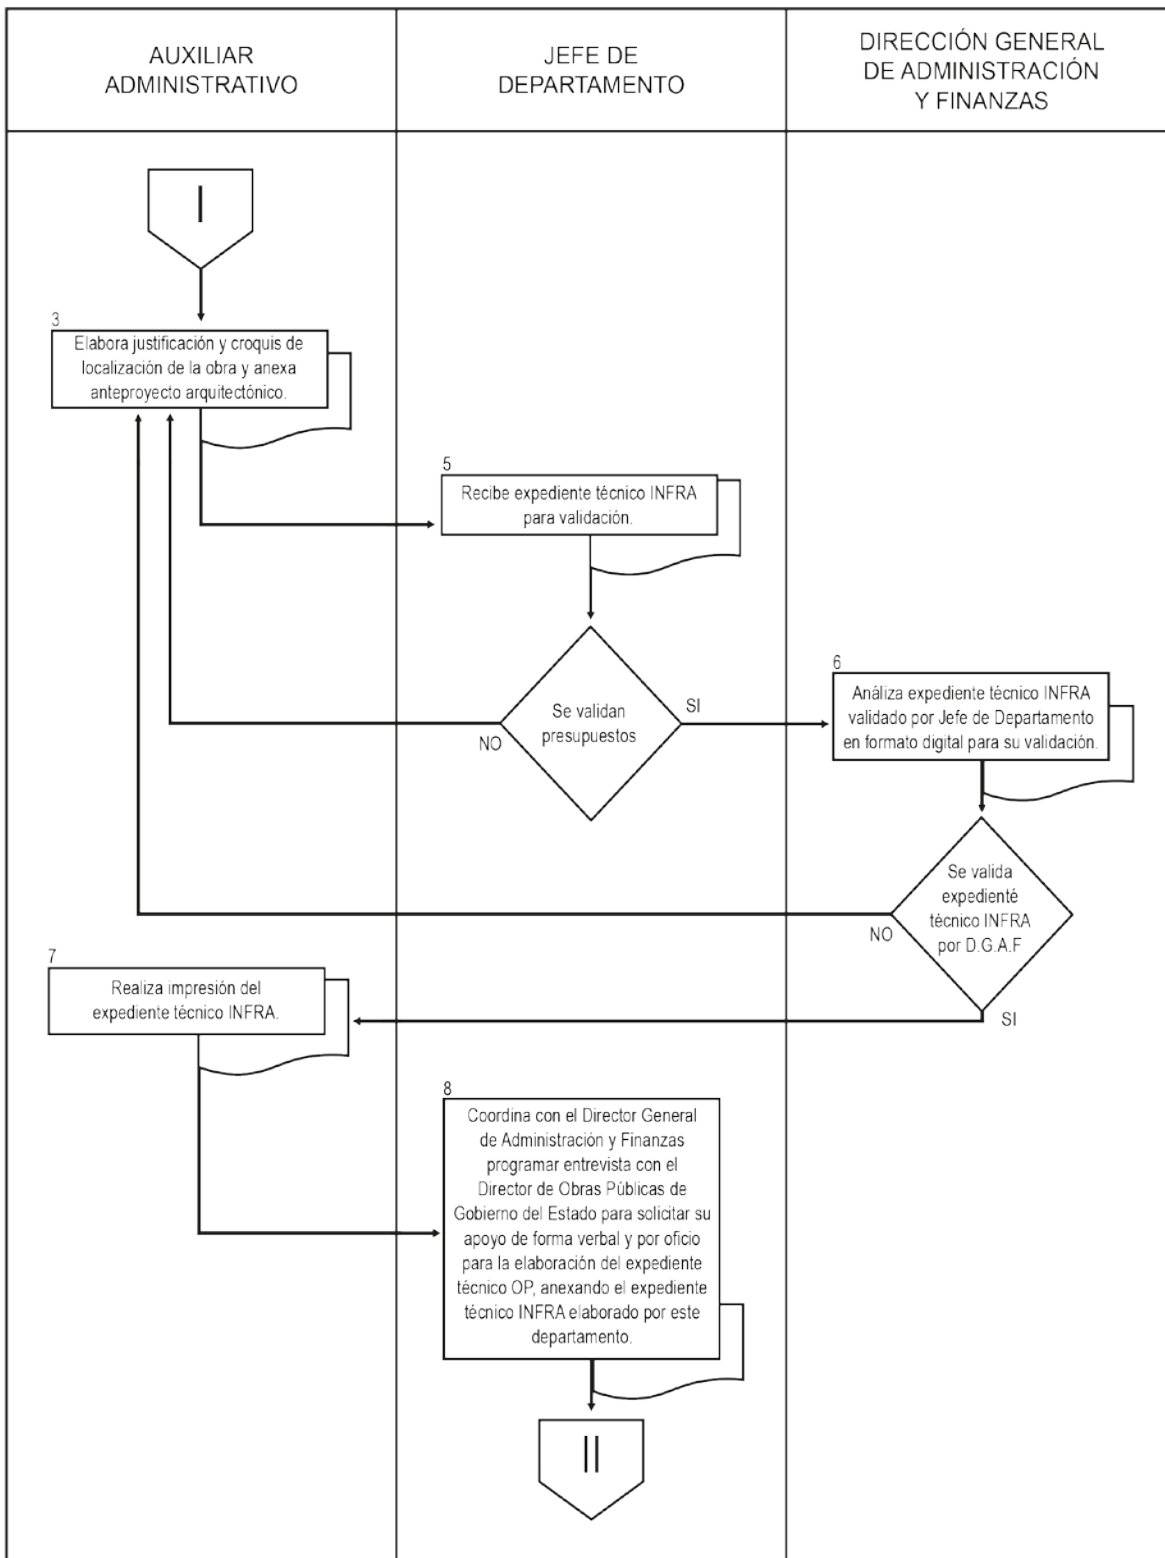 AUXILIAR
ADMINISTRATIVO
JEFE DE
DEPARTAMENTO
DIRECCIÓN GENERAL
DE ADMINISTRACIÓN
Y FINANZAS
I
3
Elabora justificación y croquis de
localización de la obra y anexa
anteproyecto arquitectónico.
5
Recibe expediente técnico INFRA
para validación.
Se validan
presupuestos
NO
SI
6
Análiza expediente técnico INFRA
validado por Jefe de Departamento
en formato digital para su validación.
Se valida
expedienté
técnico INFRA
por D.G.A.F
NO
SI
7
Realiza impresión del
expediente técnico INFRA.
8
Coordina con el Director General
de Administración y Finanzas
programar entrevista con el
Director de Obras Públicas de
Gobierno del Estado para solicitar su
apoyo de forma verbal y por oficio
para la elaboración del expediente
técnico OP, anexando el expediente
técnico INFRA elaborado por este
departamento.
II